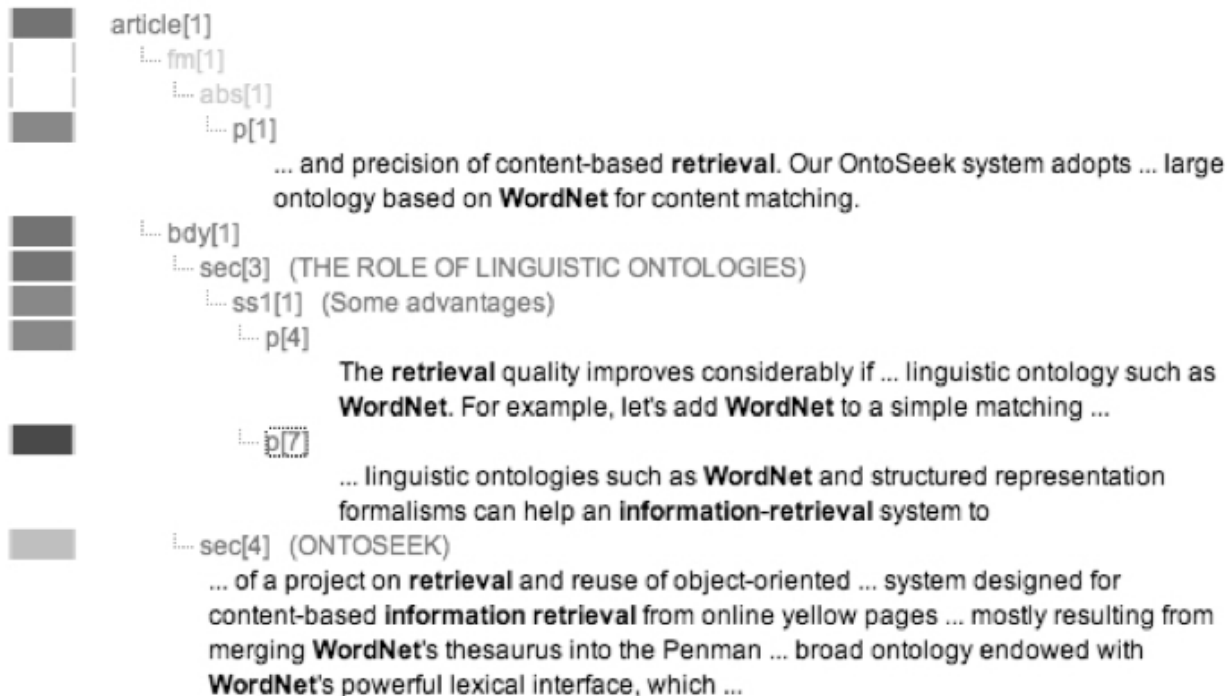 article[1]
fm[1]
abs[1]
p[1]
... and precision of content-based retrieval. Our OntoSeek system adopts ... large
ontology based on WordNet for content matching.
bdy[1]
sec[3] (THE ROLE OF LINGUISTIC ONTOLOGIES)
ss1[1] (Some advantages)
p[4]
The retrieval quality improves considerably if ... linguistic ontology such as
WordNet. For example, let's add WordNet to a simple matching ...
p[7]
... linguistic ontologies such as WordNet and structured representation
formalisms can help an information-retrieval system to
sec[4] (ONTOSEEK)
... of a project on retrieval and reuse of object-oriented ... system designed for
content-based information retrieval from online yellow pages ... mostly resulting from
merging WordNet's thesaurus into the Penman ... broad ontology endowed with
WordNet's powerful lexical interface, which ...